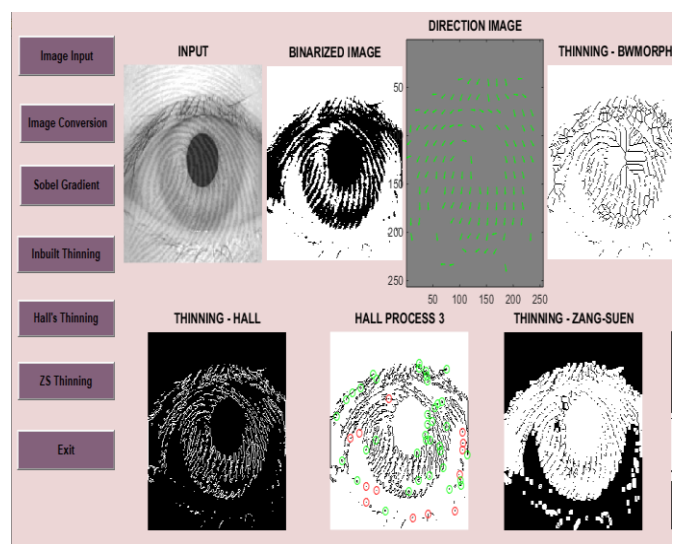 Image Input
Image Conversion
Sobel Gradient
Inbuilt Thinning
Hall's Thinning
ZS Thinning
Exit
INPUT
BINARIZED IMAGE
DIRECTION IMAGE
50
150
200
250
50 100 150 200 250
THINNING - BWMORPH
THINNING - HALL
HALL PROCESS 3
THINNING - ZANG-SUEN